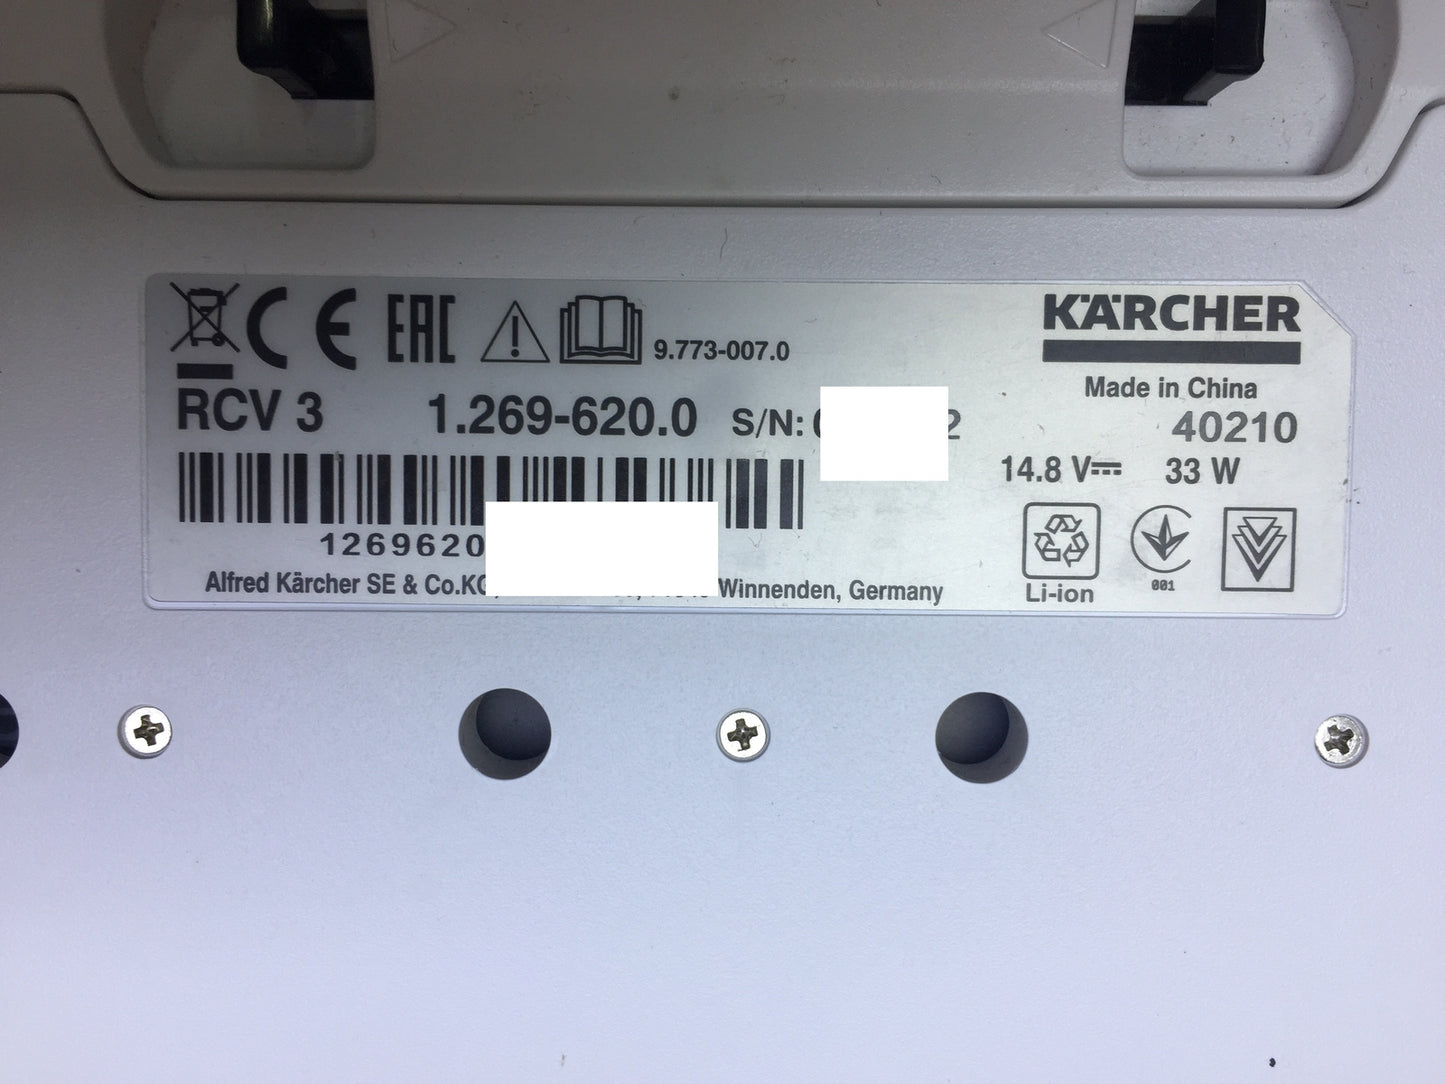 CE EAC 9.773-007.0
KÄRCHER
Made in China
RCV 3 1.269-620.0 S/N:
40210
14.8 V 33 W
1269620
Alfred Kärcher SE & Co.KG, Winnenden, Germany
Li-ion
001